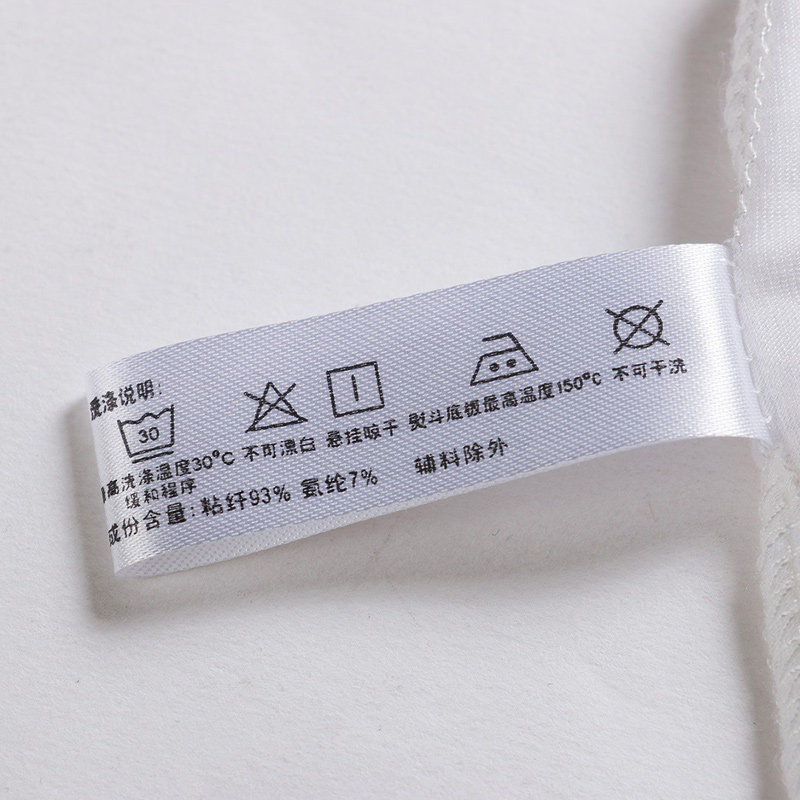 洗涤说明:
30
最高洗涤温度30°C 不可漂白 悬挂晾干 熨斗底板最高温度150°C 不可干洗
缓和程序
成份含量: 粘纤93% 氨纶7% 辅料除外